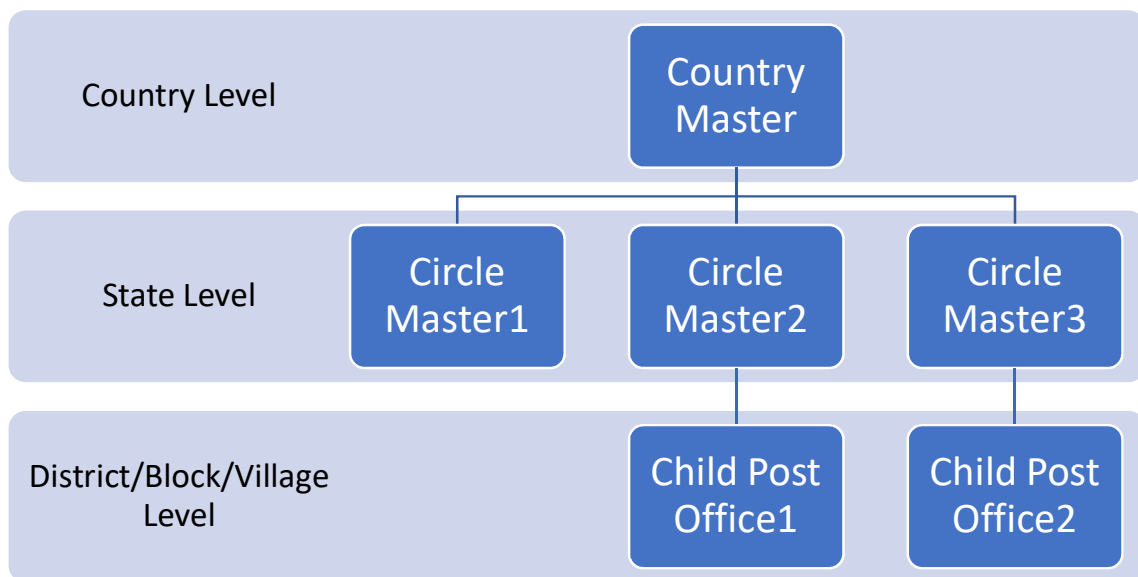 Country Level
Country
Master
State Level
Circle
Master1
Circle
Master2
Circle
Master3
District/Block/Village
Level
Child Post
Office1
Child Post
Office2